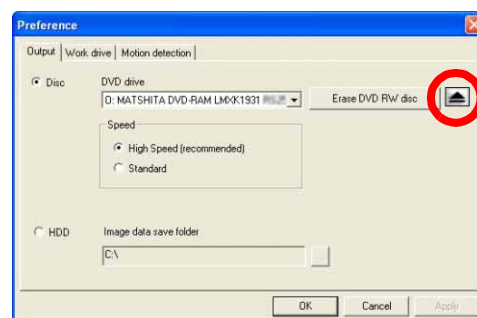 Preference
Output Work drive Motion detection
Disc DVD drive
O: MATSHITA DVD-RAM LMXK1931 Erase DVD RW disc
Speed
High Speed (recommended)
Standard
HDD Image data save folder
C:\
...
OK Cancel Apply